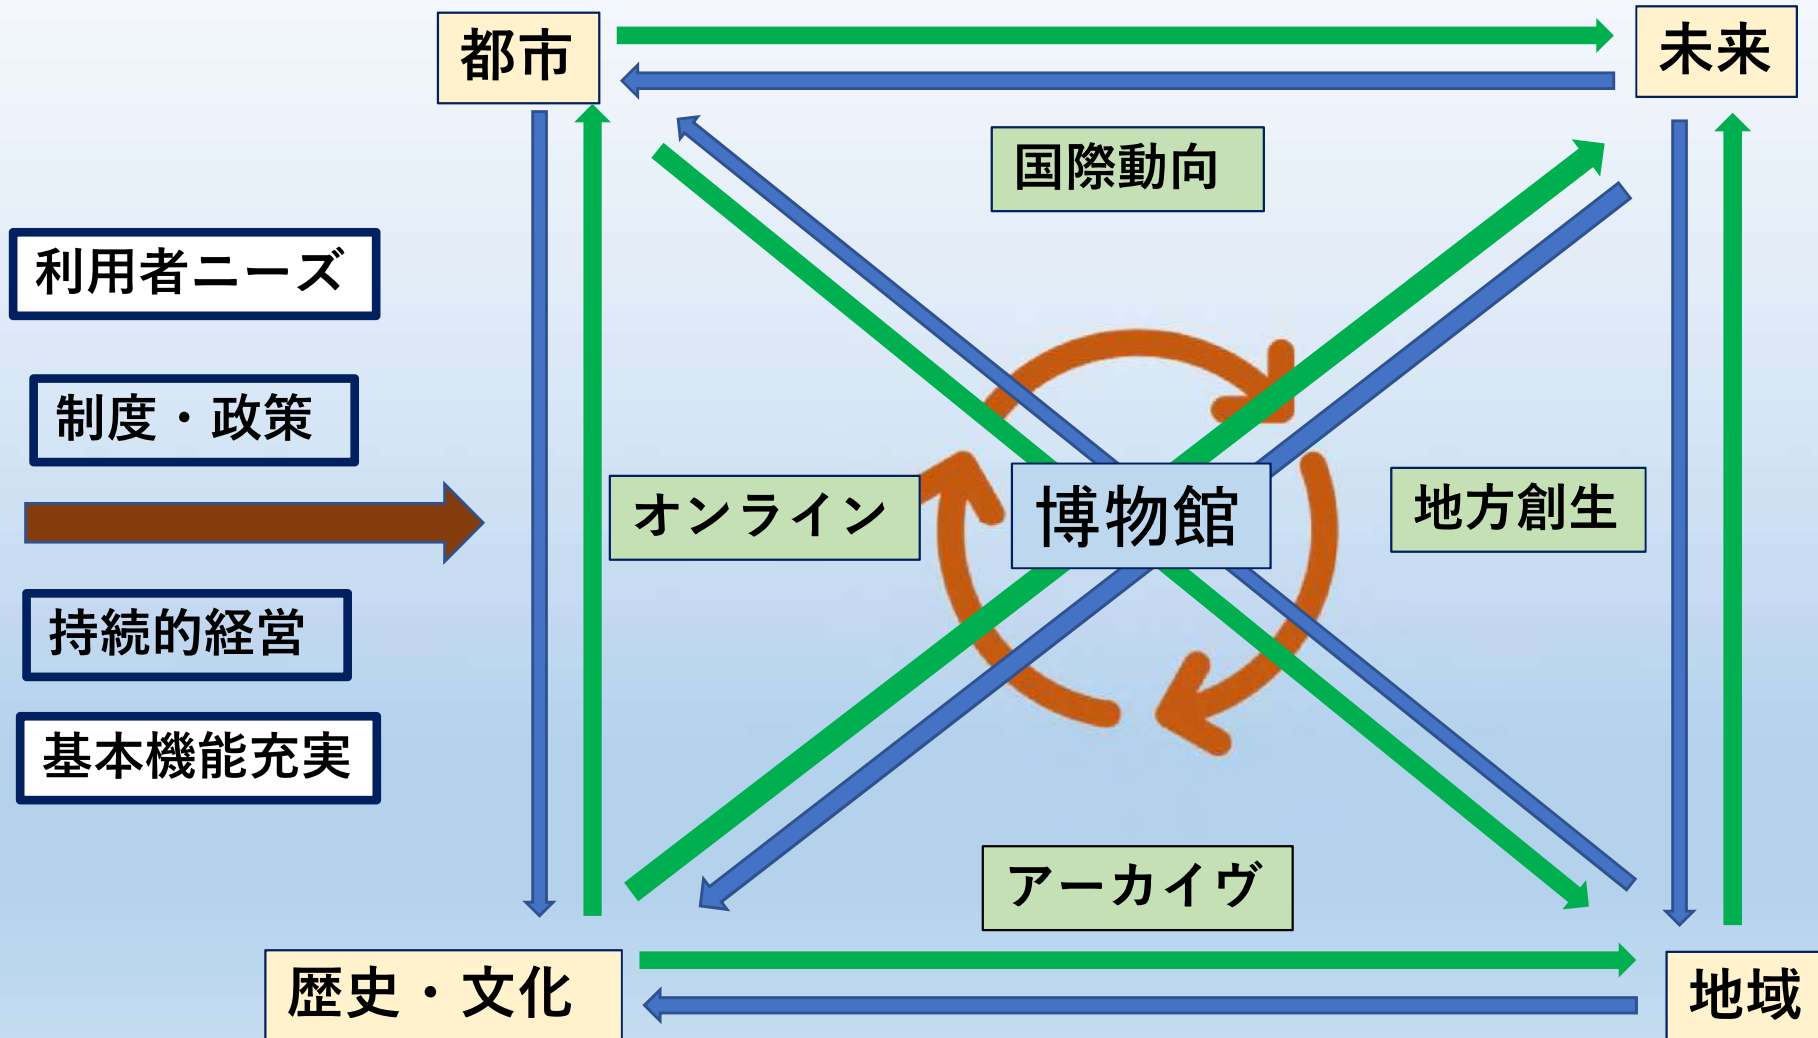 都市
未来
国際動向
利用者ニーズ
制度・政策
オンライン
博物館
地方創生
持続的経営
基本機能充実
アーカイヴ
歴史・文化
地域